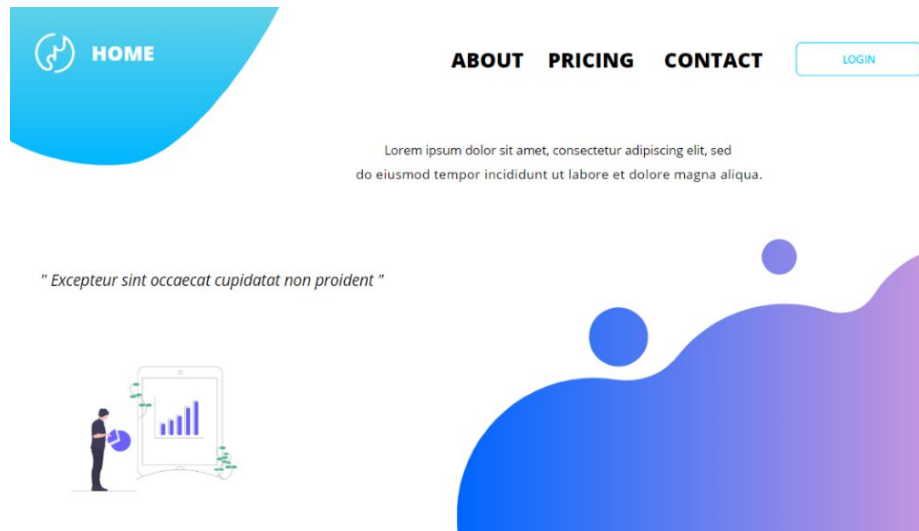 HOME
ABOUT PRICING CONTACT LOGIN
Lorem ipsum dolor sit amet, consectetur adipiscing elit, sed
do eiusmod tempor incididunt ut labore et dolore magna aliqua.
" Excepteur sint occaecat cupidatat non proident "